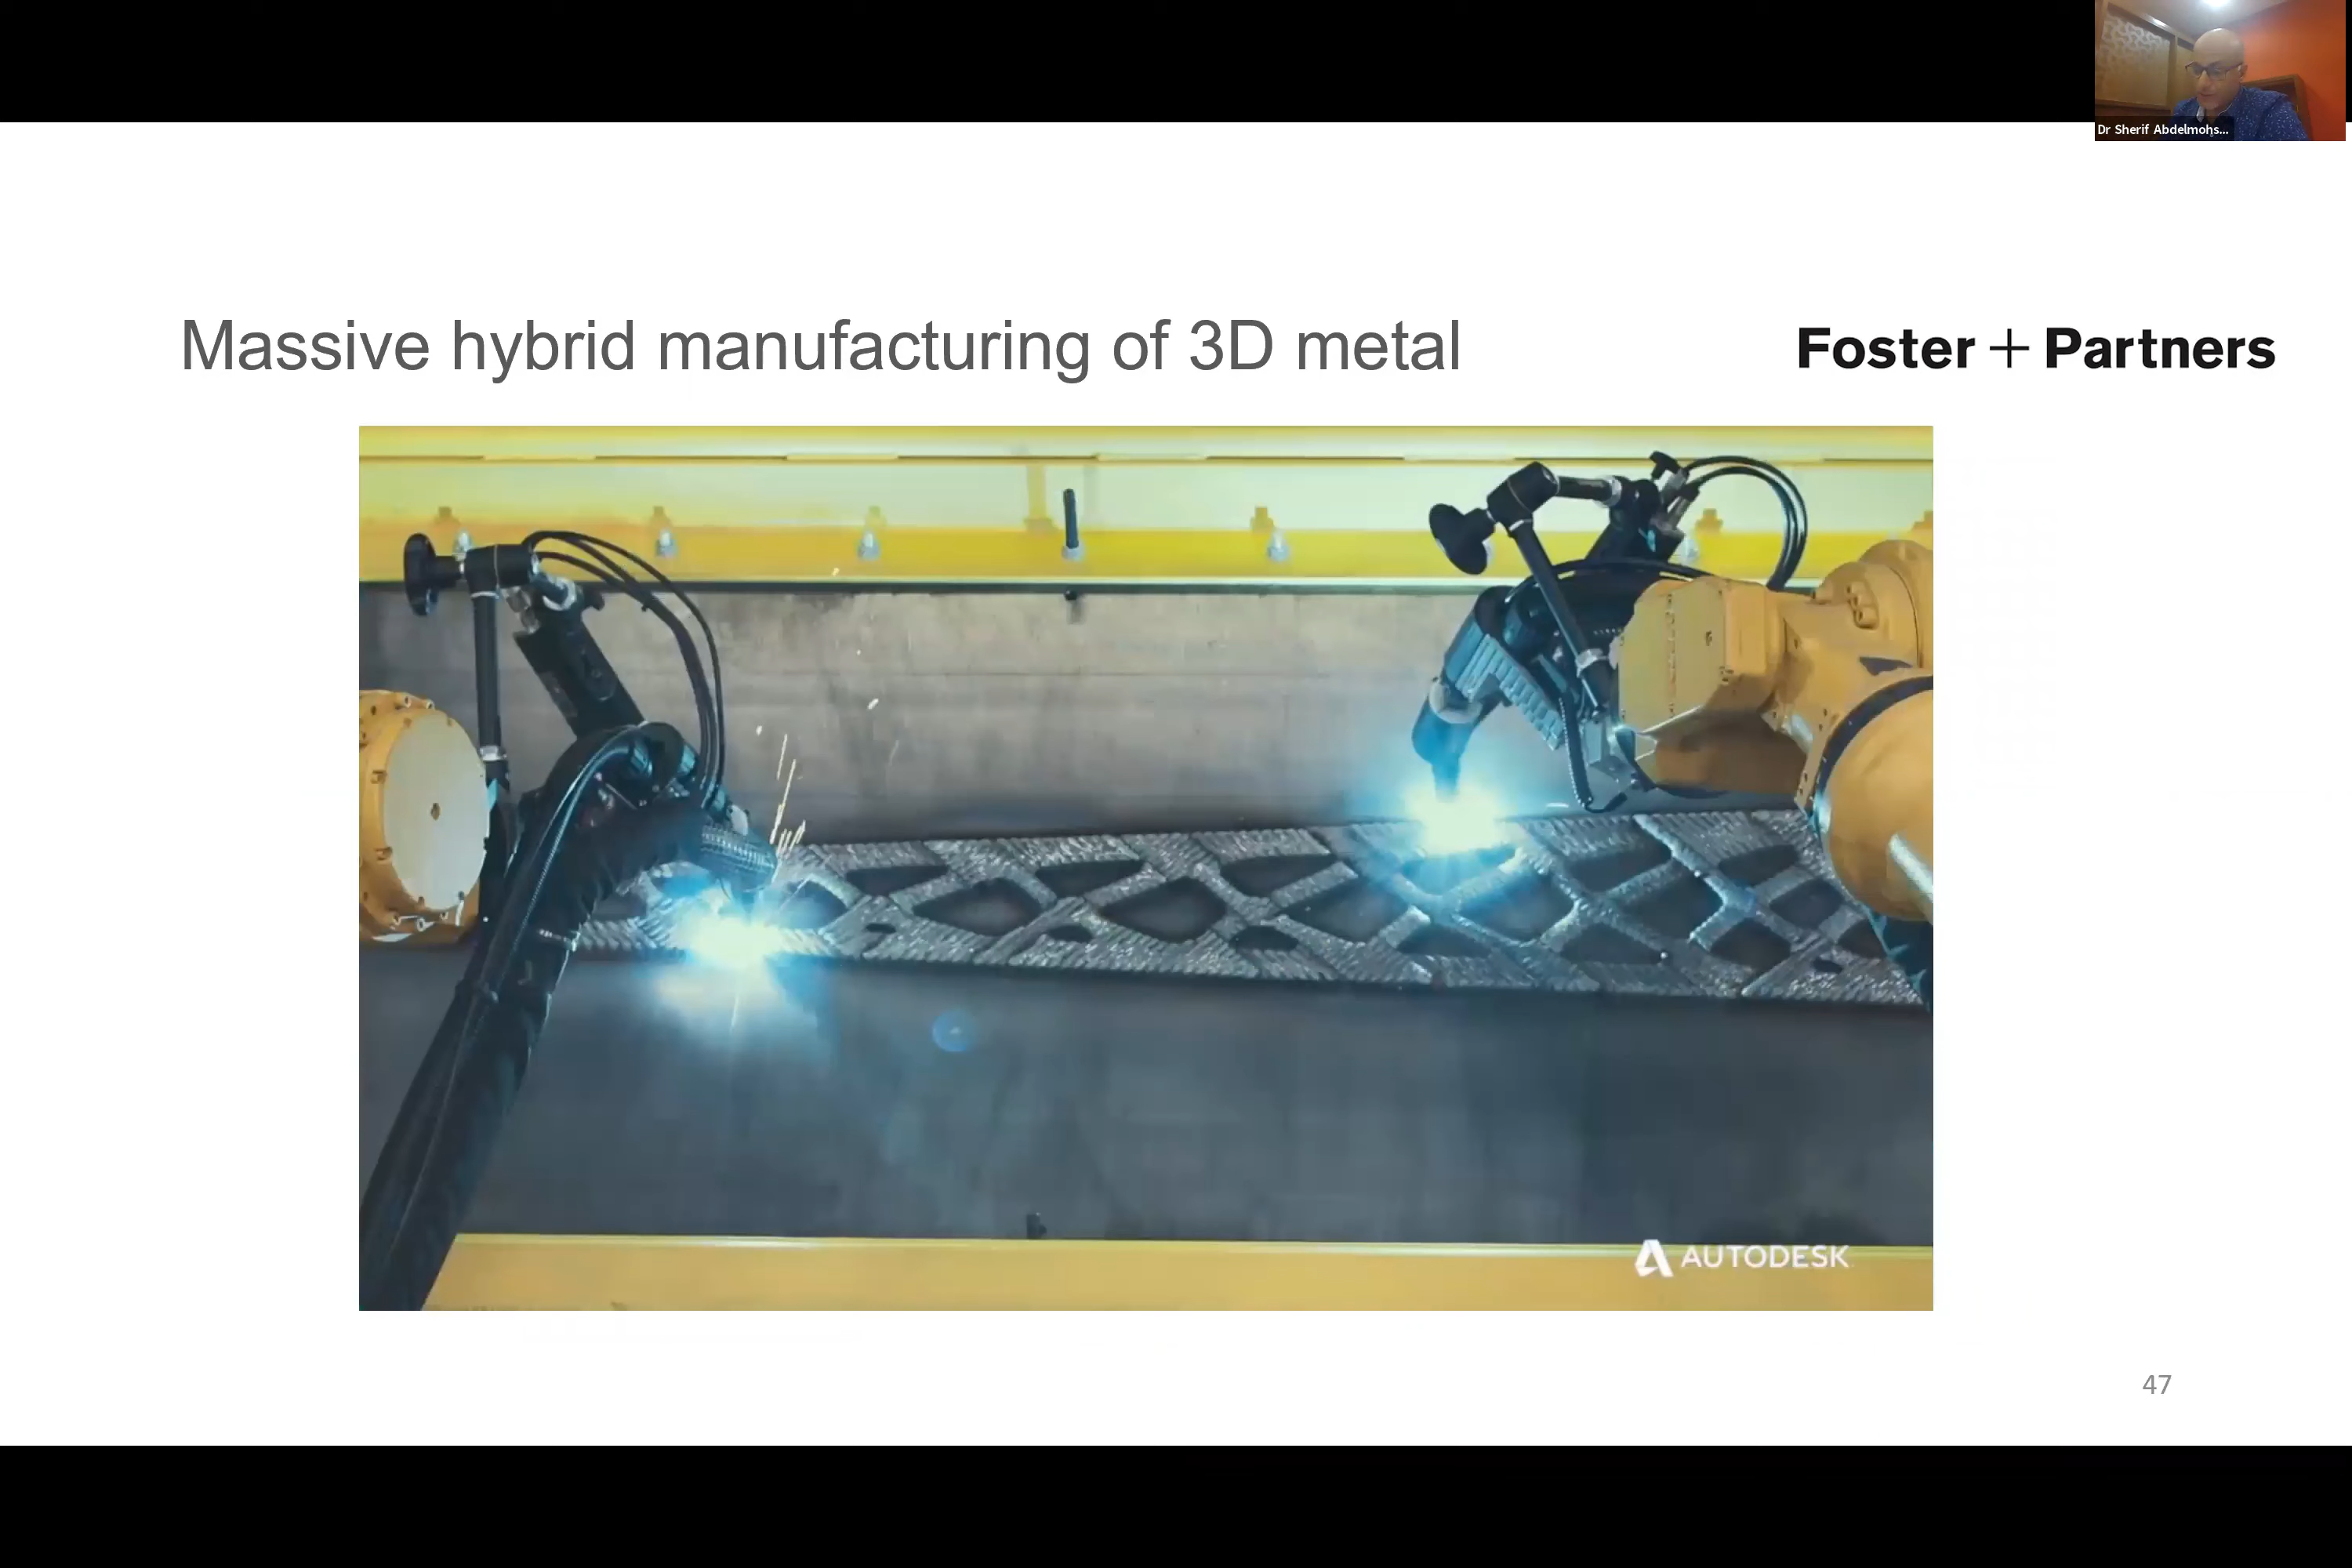 Dr Sherif Abdelmohs...
Massive hybrid manufacturing of 3D metal
Foster + Partners
AUTODESK
47